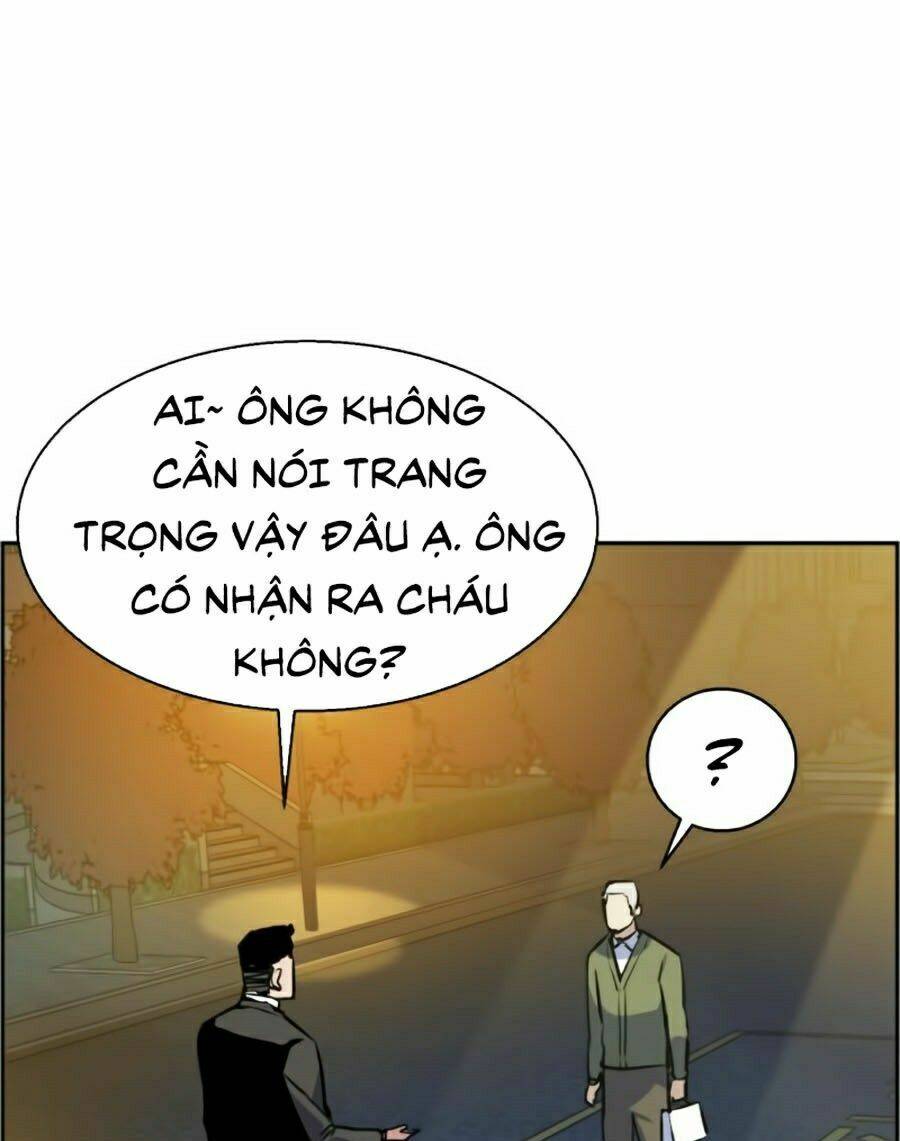 AI~ ÔNG KHÔNG
CẦN NÓI TRANG
TRỌNG VẬY ĐÂU Ạ. ÔNG
CÓ NHẬN RA CHÁU
KHÔNG?
?